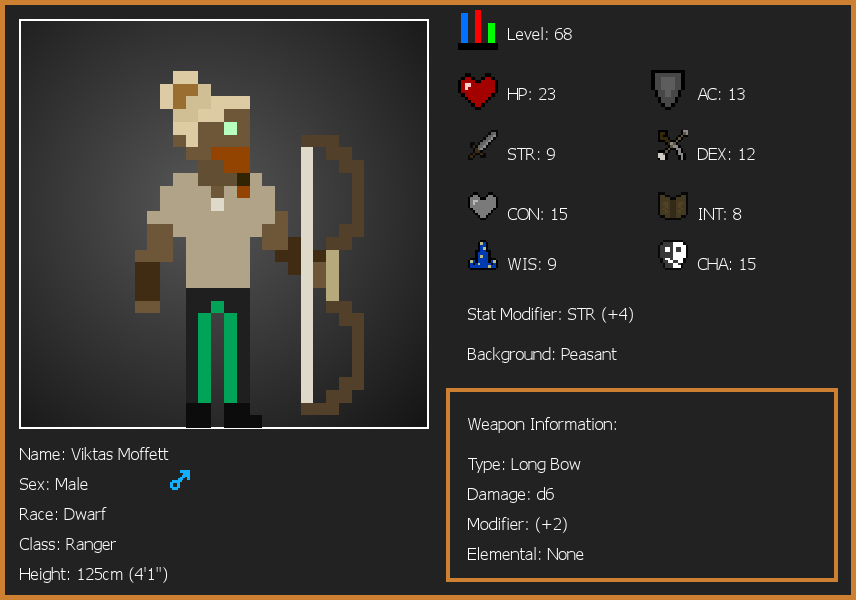 Level: 68
HP: 23
AC: 13
STR: 9
DEX: 12
CON: 15
INT: 8
WIS: 9
CHA: 15
Stat Modifier: STR (+4)
Background: Peasant
Weapon Information:
Type: Long Bow
Damage: d6
Modifier: (+2)
Elemental: None
Name: Viktas Moffett
Sex: Male
Race: Dwarf
Class: Ranger
Height: 125cm (4'1")